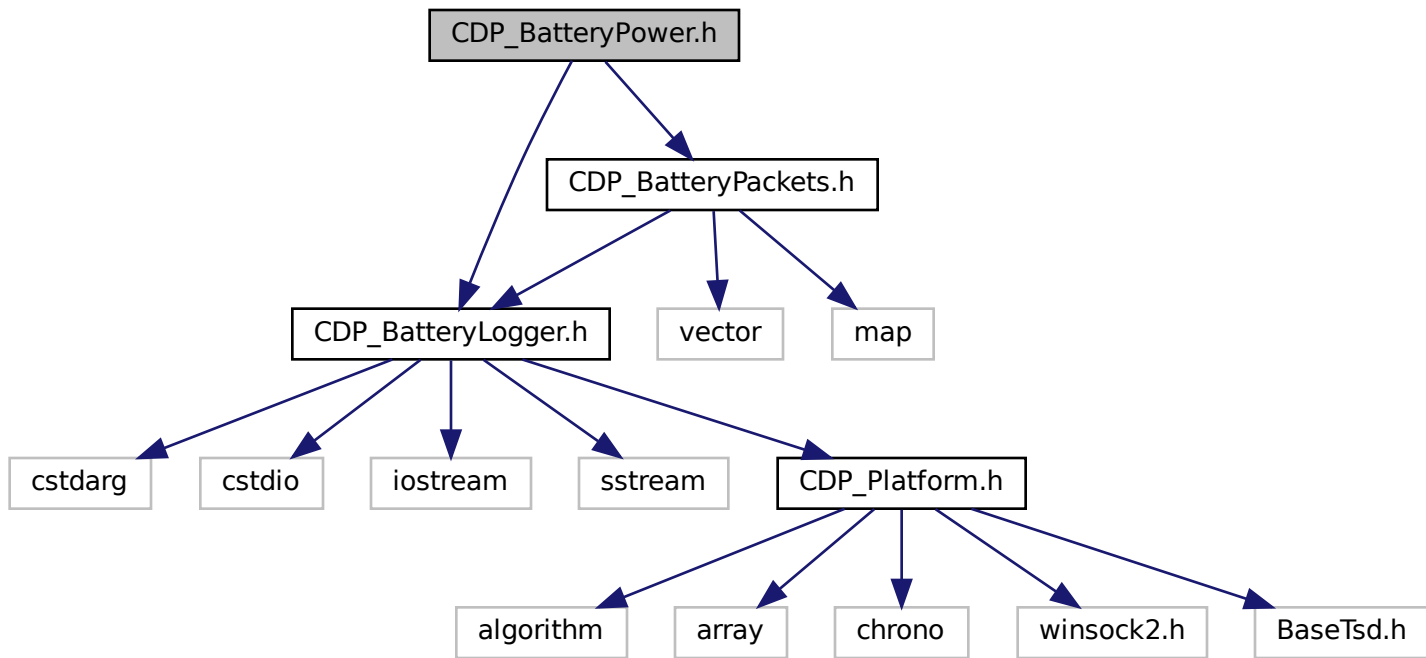 CDP_BatteryPower.h
CDP_BatteryPackets.h
CDP_BatteryLogger.h
vector
map
cstdarg
cstdio
iostream
sstream
CDP_Platform.h
algorithm
array
chrono
winsock2.h
BaseTsd.h